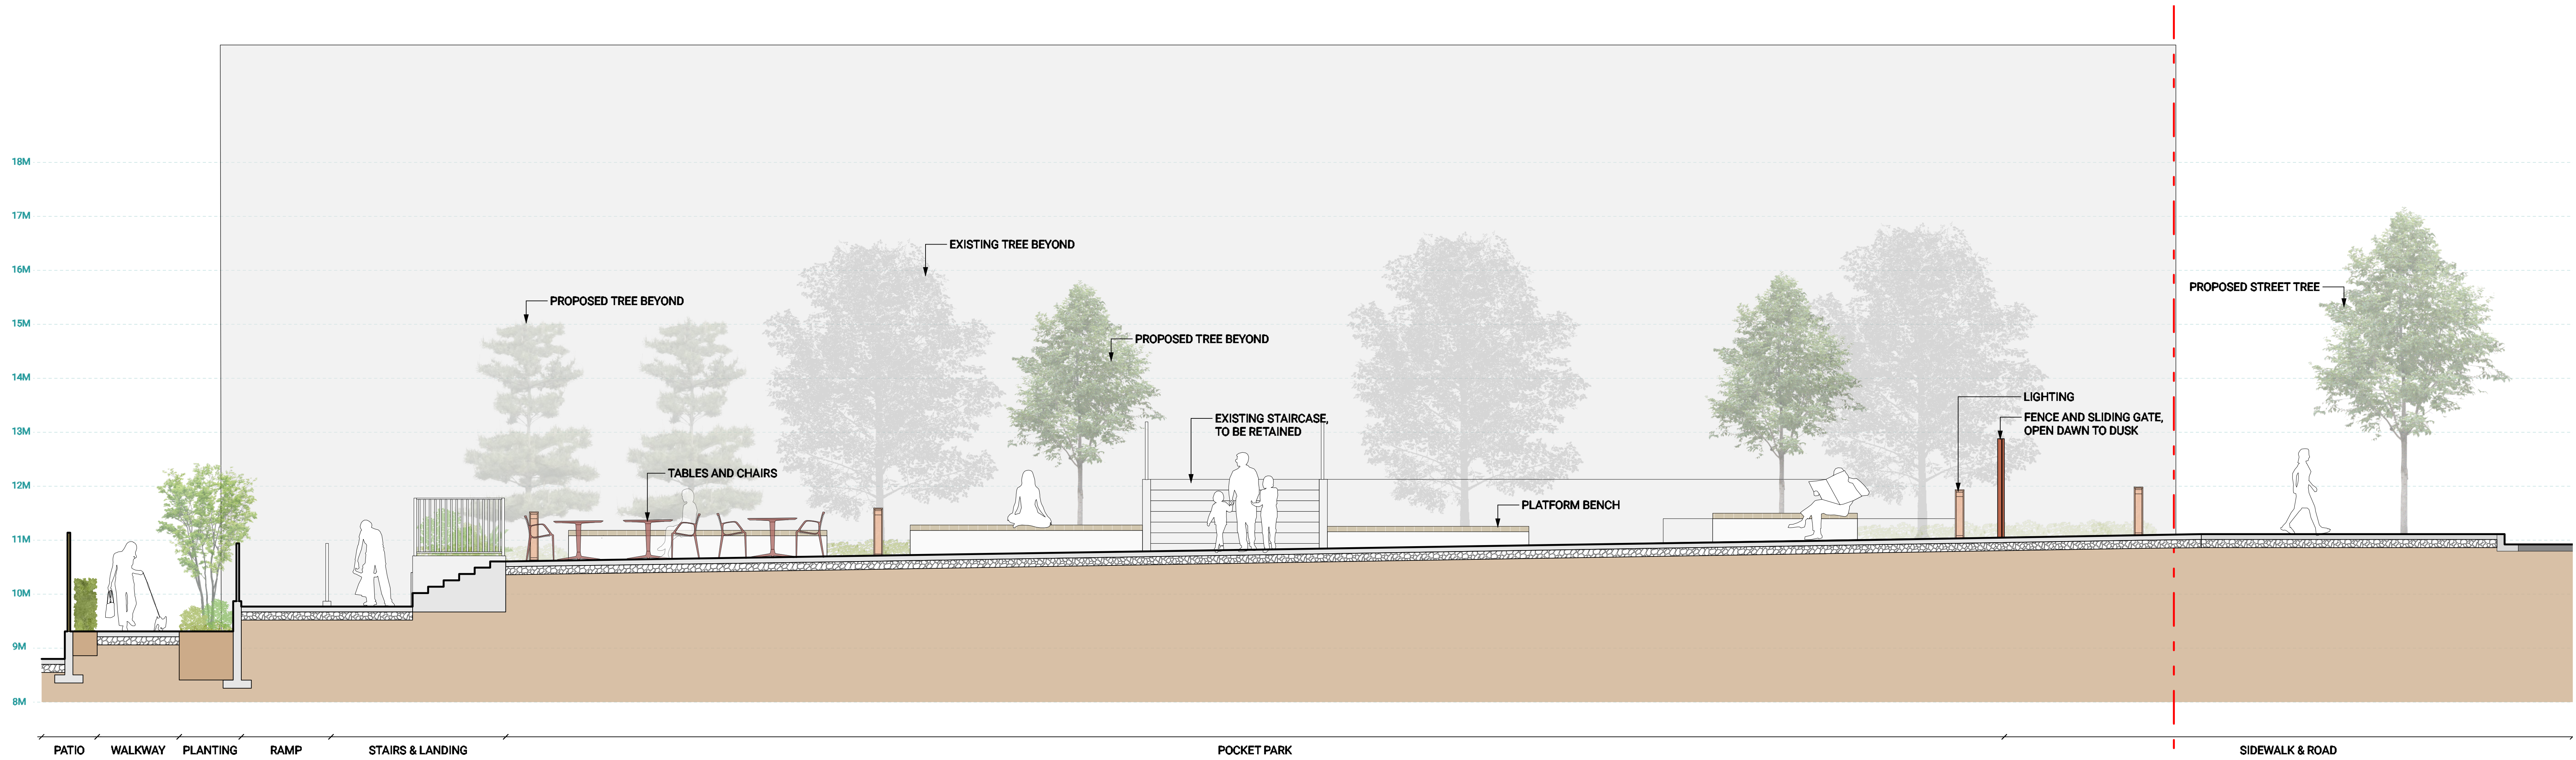 18M
17M
16M
15M
14M
13M
12M
11M
10M
9M
8M
EXISTING TREE BEYOND
PROPOSED TREE BEYOND
PROPOSED TREE BEYOND
PROPOSED STREET TREE
EXISTING STAIRCASE,
TO BE RETAINED
LIGHTING
FENCE AND SLIDING GATE,
OPEN DAWN TO DUSK
TABLES AND CHAIRS
PLATFORM BENCH
PATIO
WALKWAY
PLANTING
RAMP
STAIRS & LANDING
POCKET PARK
SIDEWALK & ROAD